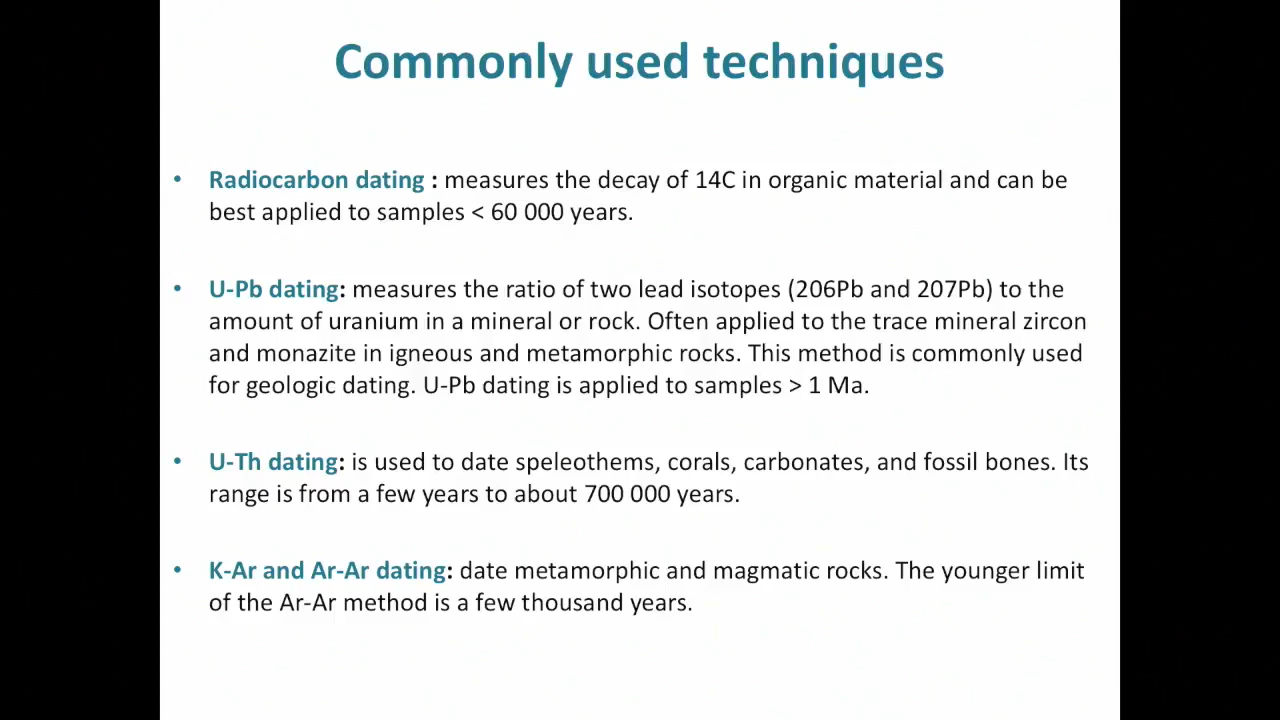 Commonly used techniques
• Radiocarbon dating : measures the decay of 14C in organic material and can be
best applied to samples < 60 000 years.
• U-Pb dating: measures the ratio of two lead isotopes (206Pb and 207Pb) to the
amount of uranium in a mineral or rock. Often applied to the trace mineral zircon
and monazite in igneous and metamorphic rocks. This method is commonly used
for geologic dating. U-Pb dating is applied to samples > 1 Ma.
• U-Th dating: is used to date speleothems, corals, carbonates, and fossil bones. Its
range is from a few years to about 700 000 years.
• K-Ar and Ar-Ar dating: date metamorphic and magmatic rocks. The younger limit
of the Ar-Ar method is a few thousand years.